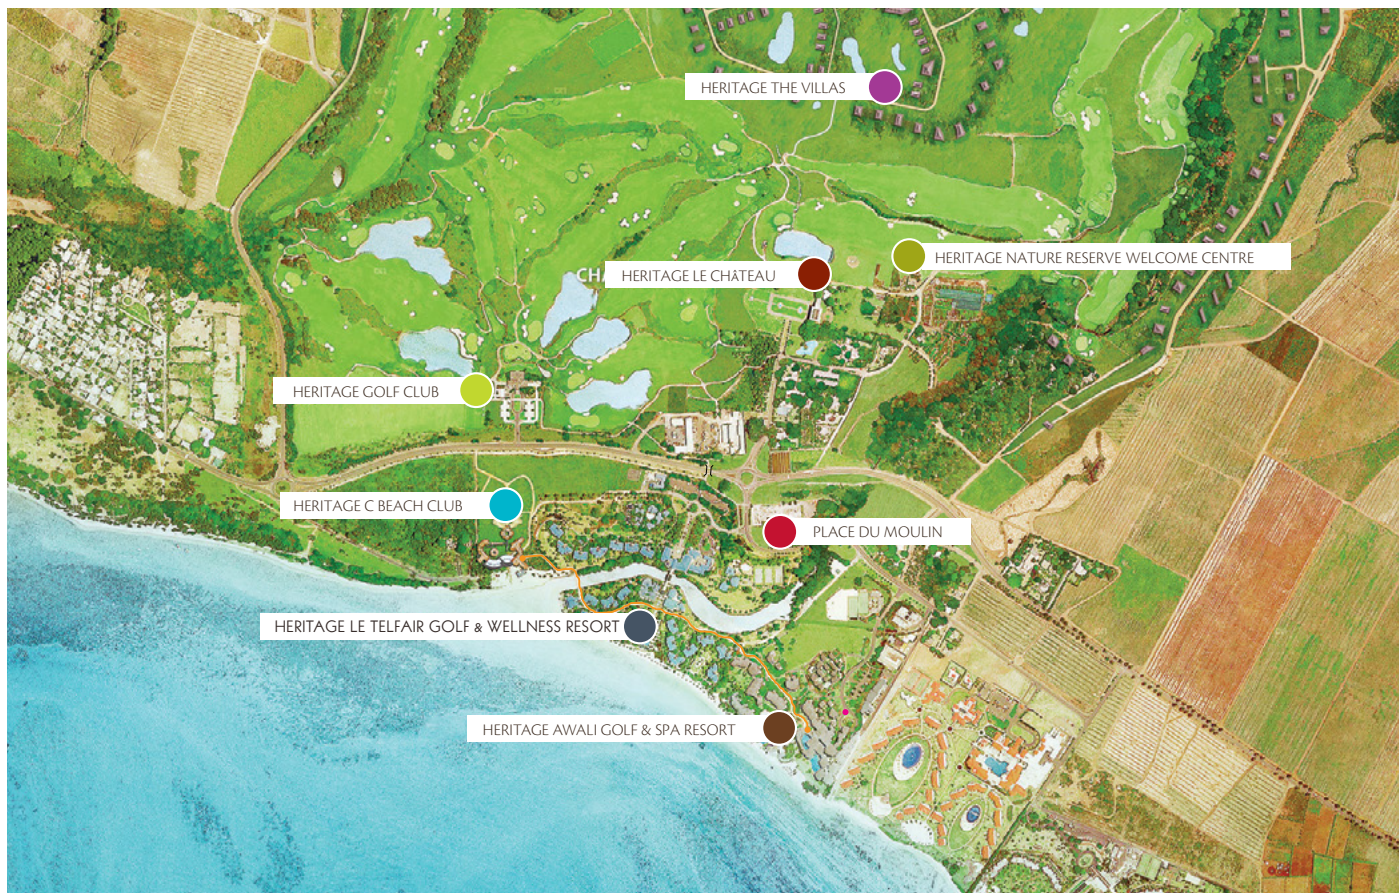 HERITAGE THE VILLAS
HERITAGE NATURE RESERVE WELCOME CENTRE
CHA
HERITAGE LE CHÂTEAU
HERITAGE GOLF CLUB
HERITAGE C BEACH CLUB
PLACE DU MOULIN
HERITAGE LE TELFAIR GOLF & WELLNESS RESORT
HERITAGE AWALI GOLF & SPA RESORT